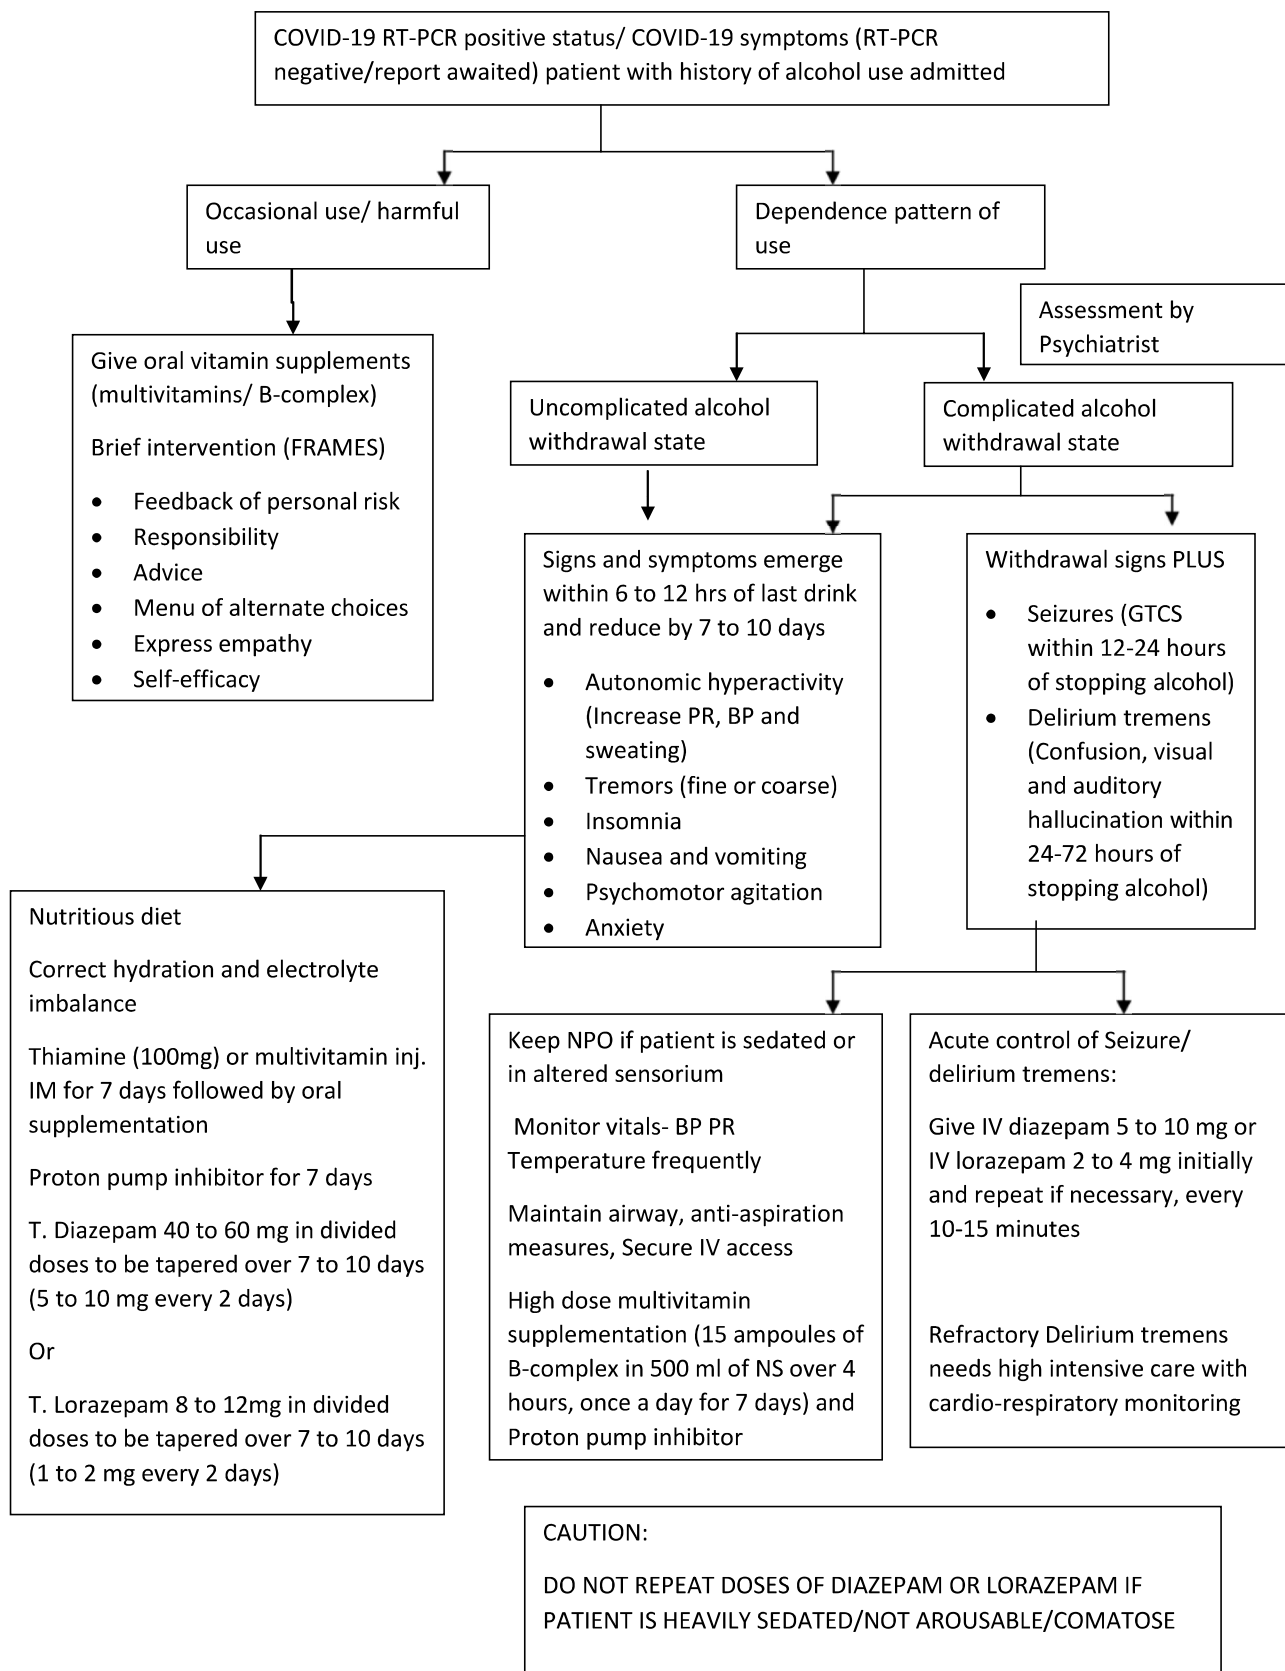 COVID-19 RT-PCR positive status/ COVID-19 symptoms (RT-PCR
negative/report awaited) patient with history of alcohol use admitted
Occasional use/ harmful
use
Dependence pattern of
use
Assessment by
Psychiatrist
Give oral vitamin supplements
(multivitamins/ B-complex)
Brief intervention (FRAMES)
• Feedback of personal risk
• Responsibility
• Advice
• Menu of alternate choices
• Express empathy
• Self-efficacy
Uncomplicated alcohol
withdrawal state
Complicated alcohol
withdrawal state
Signs and symptoms emerge
within 6 to 12 hrs of last drink
and reduce by 7 to 10 days
• Autonomic hyperactivity
(Increase PR, BP and
sweating)
• Tremors (fine or coarse)
• Insomnia
• Nausea and vomiting
• Psychomotor agitation
• Anxiety
Withdrawal signs PLUS
• Seizures (GTCS
within 12-24 hours
of stopping alcohol)
• Delirium tremens
(Confusion, visual
and auditory
hallucination within
24-72 hours of
stopping alcohol)
Nutritious diet
Correct hydration and electrolyte
imbalance
Thiamine (100mg) or multivitamin inj.
IM for 7 days followed by oral
supplementation
Proton pump inhibitor for 7 days
T. Diazepam 40 to 60 mg in divided
doses to be tapered over 7 to 10 days
(5 to 10 mg every 2 days)
Or
T. Lorazepam 8 to 12mg in divided
doses to be tapered over 7 to 10 days
(1 to 2 mg every 2 days)
Keep NPO if patient is sedated or
in altered sensorium
Monitor vitals- BP PR
Temperature frequently
Maintain airway, anti-aspiration
measures, Secure IV access
High dose multivitamin
supplementation (15 ampoules of
B-complex in 500 ml of NS over 4
hours, once a day for 7 days) and
Proton pump inhibitor
Acute control of Seizure/
delirium tremens:
Give IV diazepam 5 to 10 mg or
IV lorazepam 2 to 4 mg initially
and repeat if necessary, every
10-15 minutes
Refractory Delirium tremens
needs high intensive care with
cardio-respiratory monitoring
CAUTION:
DO NOT REPEAT DOSES OF DIAZEPAM OR LORAZEPAM IF
PATIENT IS HEAVILY SEDATED/NOT AROUSABLE/COMATOSE